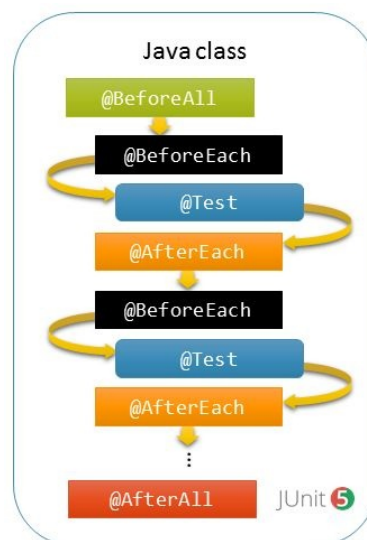 Java class
@BeforeAll
@BeforeEach
@Test
@AfterEach
@BeforeEach
@Test
@AfterEach
⋮
@AfterAll
JUnit 5